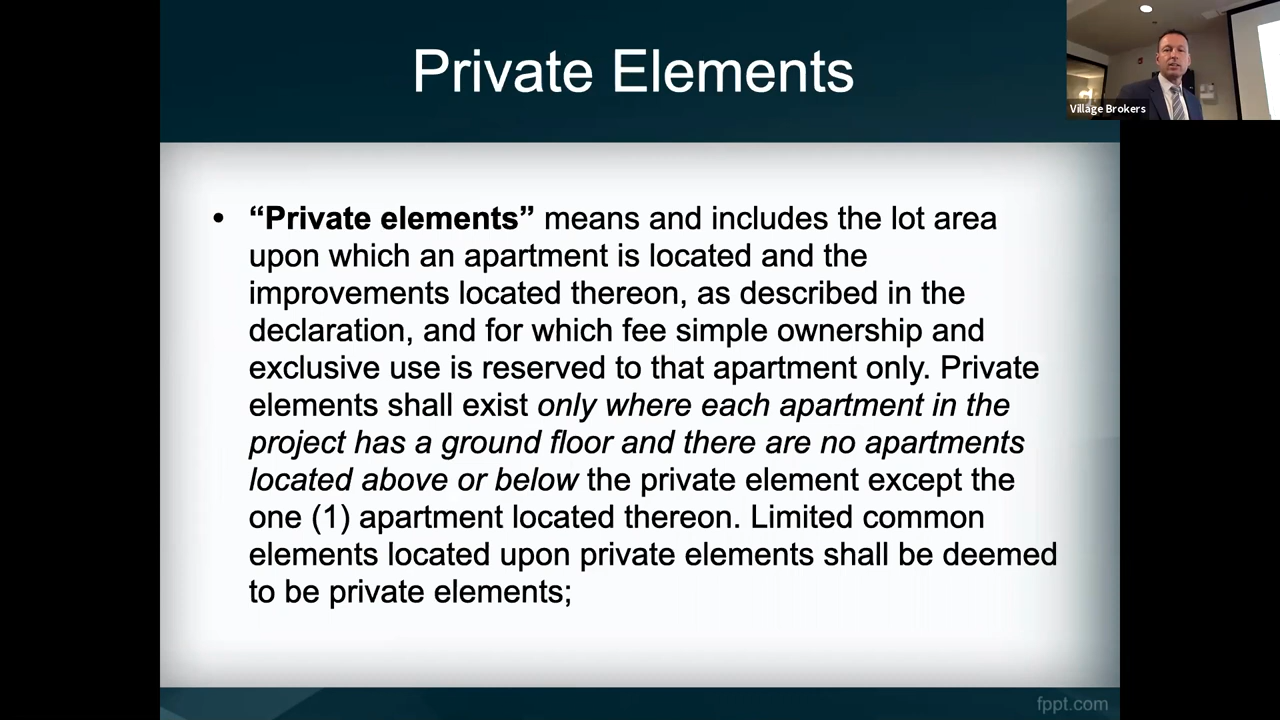 Private Elements
Village Brokers
• “Private elements” means and includes the lot area
upon which an apartment is located and the
improvements located thereon, as described in the
declaration, and for which fee simple ownership and
exclusive use is reserved to that apartment only. Private
elements shall exist only where each apartment in the
project has a ground floor and there are no apartments
located above or below the private element except the
one (1) apartment located thereon. Limited common
elements located upon private elements shall be deemed
to be private elements;
fppt.com